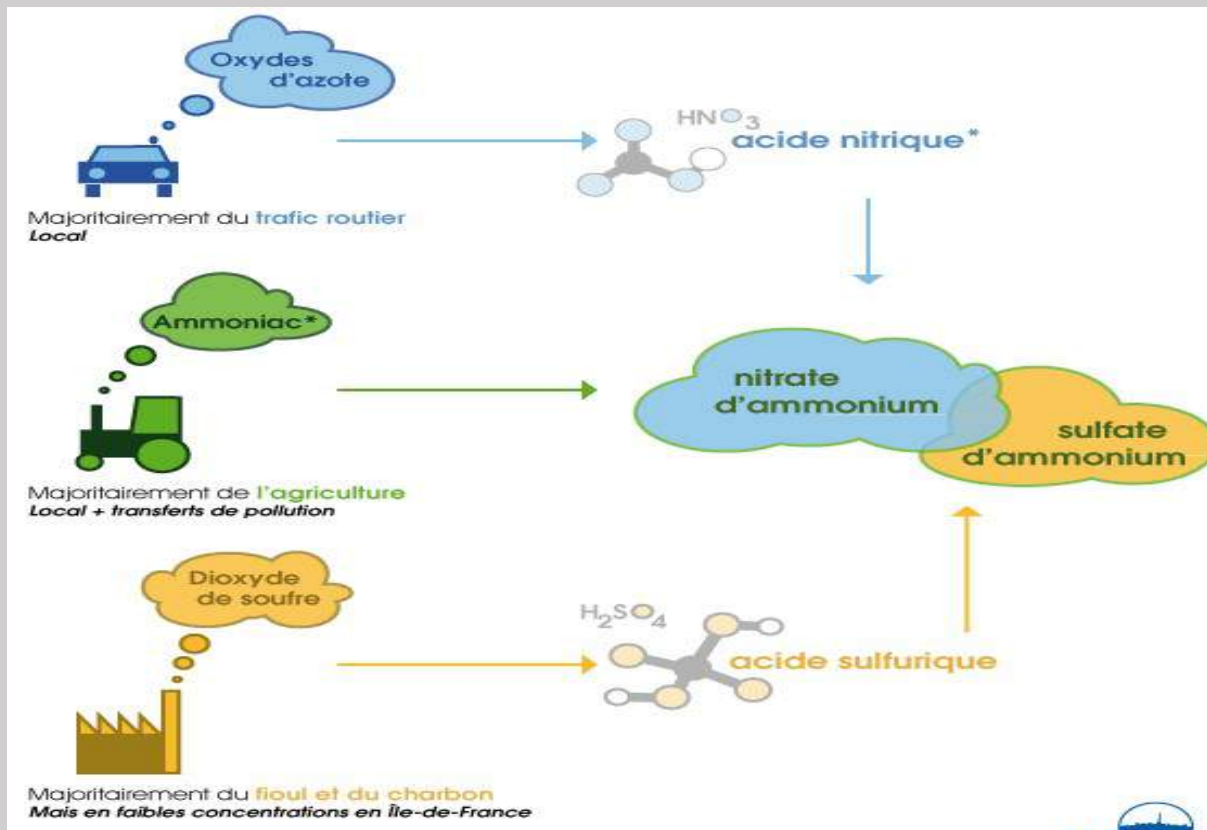 Oxydes
d'azote
HNO3
acide nitrique*
Majoritairement du trafic routier
Local
Ammoniac*
nitrate
d'ammonium
sulfate
d'ammonium
Majoritairement de l'agriculture
Local + transferts de pollution
Dioxyde
de soufre
H2SO4
acide sulfurique
Majoritairement du fioul et du charbon
Mais en faibles concentrations en Île-de-France